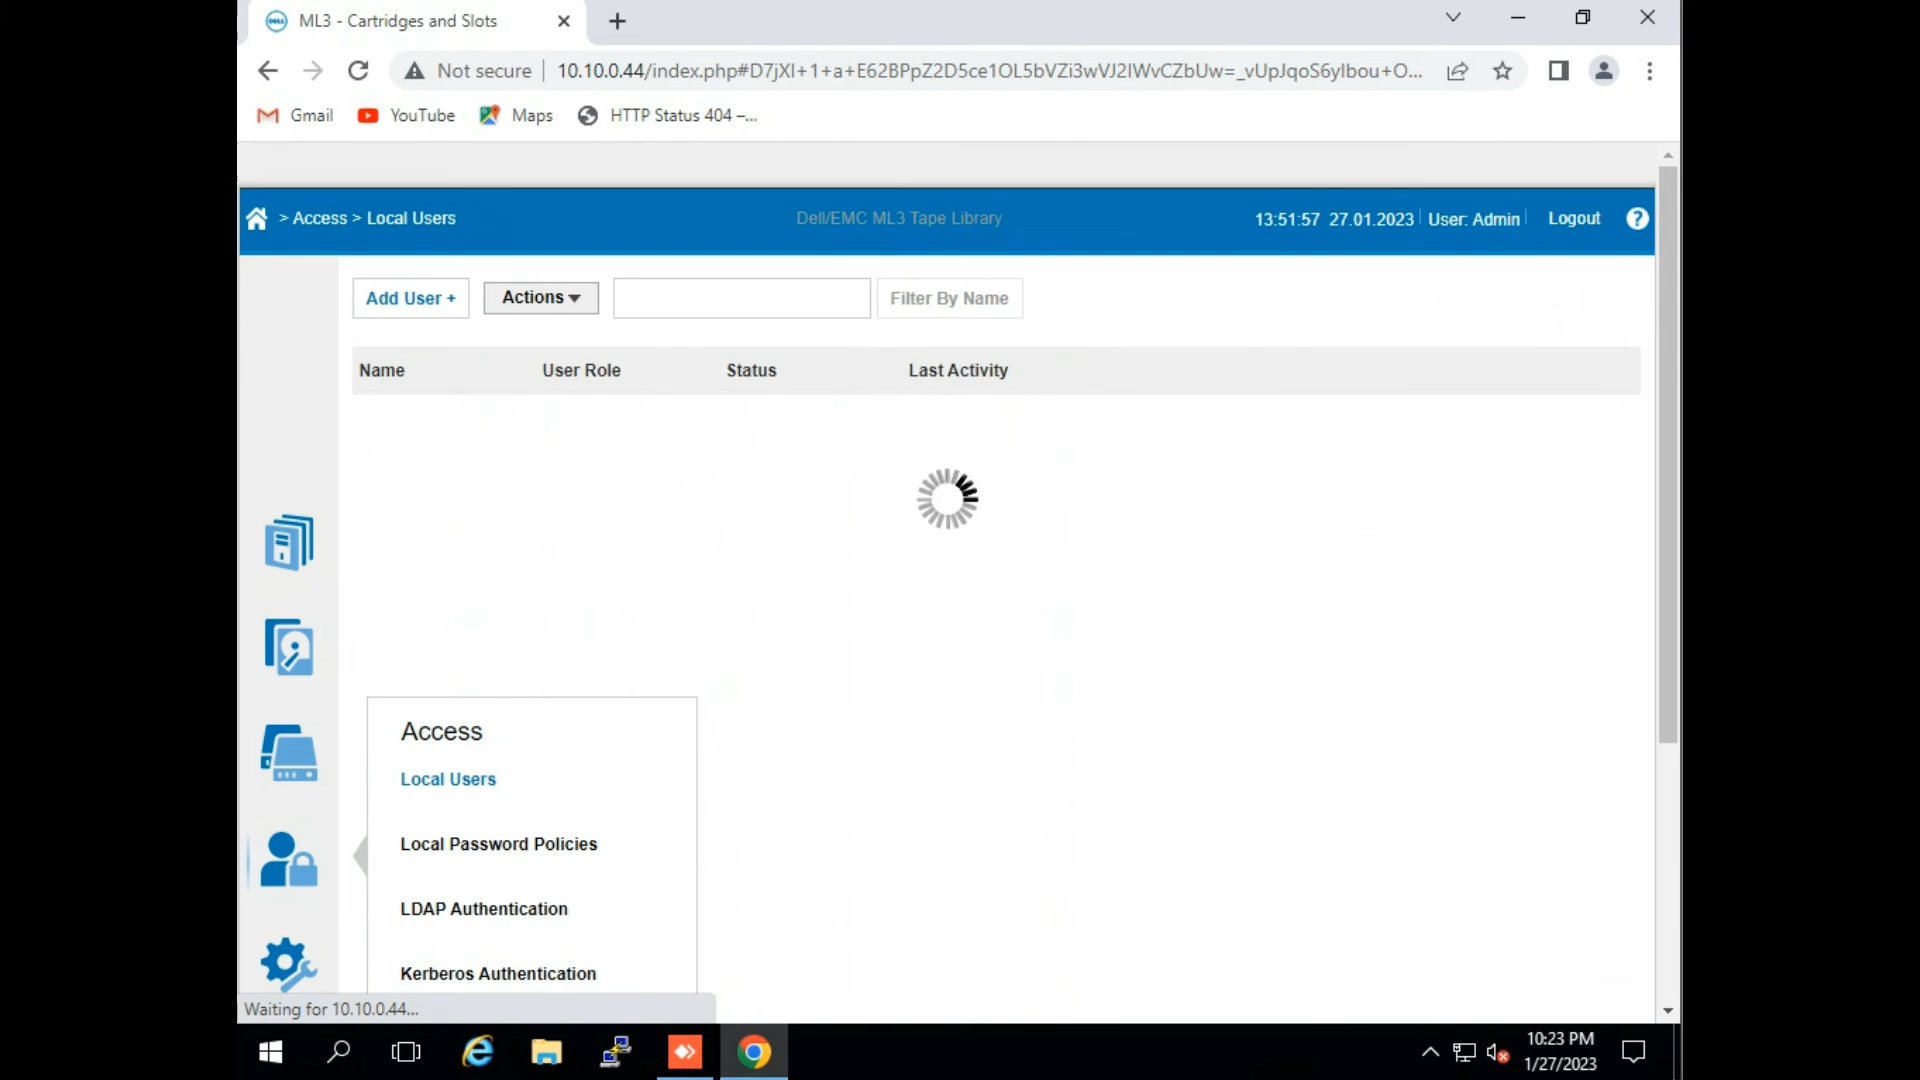 ML3 - Cartridges and Slots
Not secure
10.10.0.44/index.php#D7jXI+1+a+E62BPpZ2D5ce1OL5bVZi3wVJ2IWvCZbUw=_vUpJqoS6yIbou+O...
Gmail YouTube Maps HTTP Status 404 –...
> Access > Local Users
Dell/EMC ML3 Tape Library
13:51:57 27.01.2023 User: Admin Logout ?
Add User + Actions Filter By Name
Name User Role Status Last Activity
Access
Local Users
Local Password Policies
LDAP Authentication
Kerberos Authentication
Waiting for 10.10.0.44...
10:23 PM
1/27/2023